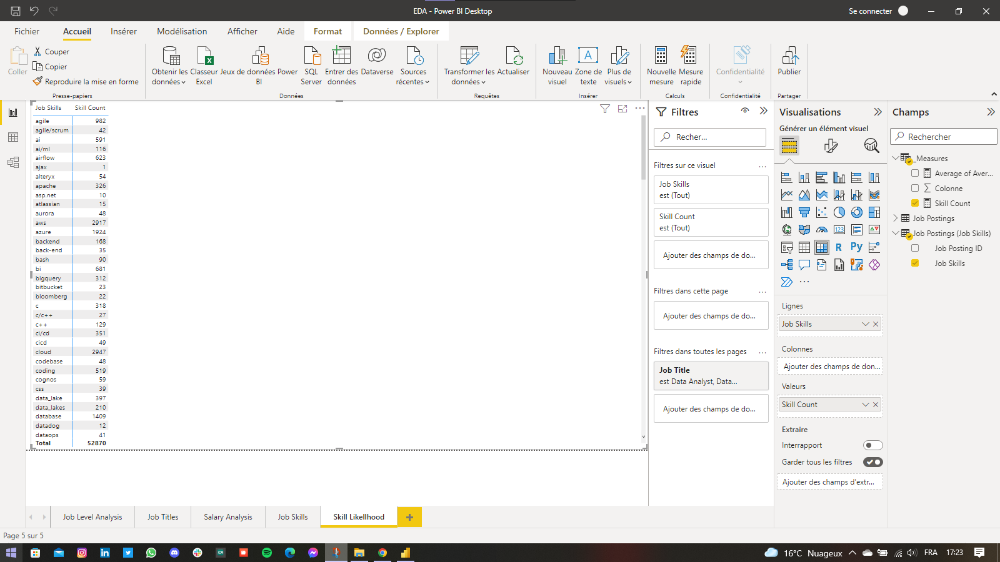 EDA - Power BI Desktop
Se connecter
Fichier
Accueil
Insérer
Modélisation
Afficher
Aide
Format
Données / Explorer
Coller
Couper
Copier
Reproduire la mise en forme
Presse-papiers
Obtenir les données
Classeur Excel
Jeux de données Power BI
SQL Server
Entrer des données
Dataverse
Sources récentes
Données
Transformer les données
Actualiser
Requêtes
Nouveau visuel
Zone de texte
Plus de visuels
Insérer
Nouvelle mesure
Mesure rapide
Calculs
Confidentialité
Confidentialité
Publier
Partager
Job Skills Skill Count
agile 982
agile/scrum 42
ai 591
ai/ml 116
airflow 623
ajax 1
alteryx 54
apache 326
asp.net 10
atlassian 15
aurora 48
aws 2917
azure 1924
backend 168
back-end 35
bash 90
bi 681
bigquery 312
bitbucket 23
bloomberg 22
c 318
c/c++ 27
c++ 129
ci/cd 351
cicd 49
cloud 2947
codebase 48
coding 519
cognos 59
css 39
data_lake 397
data_lakes 210
database 1409
datadog 12
dataops 41
Total 52870
Filtres
Recher...
Filtres sur ce visuel
Job Skills
est (Tout)
Skill Count
est (Tout)
Ajouter des champs de do...
Filtres dans cette page
Ajouter des champs de do...
Filtres dans toutes les pages
Job Title
est Data Analyst, Data...
Ajouter des champs de do...
Visualisations
Générer un élément visuel
123
R
Py
Lignes
Job Skills
Colonnes
Ajouter des champs de don...
Valeurs
Skill Count
Extraire
Interrapport
Garder tous les filtres
Ajouter des champs d'extr...
Champs
Rechercher
_Measures
Average of Aver...
Colonne
Skill Count
Job Postings
Job Postings (Job Skills)
Job Posting ID
Job Skills
Job Level Analysis
Job Titles
Salary Analysis
Job Skills
Skill Likellhood
Page 5 sur 5
16°C Nuageux
FRA
17:23